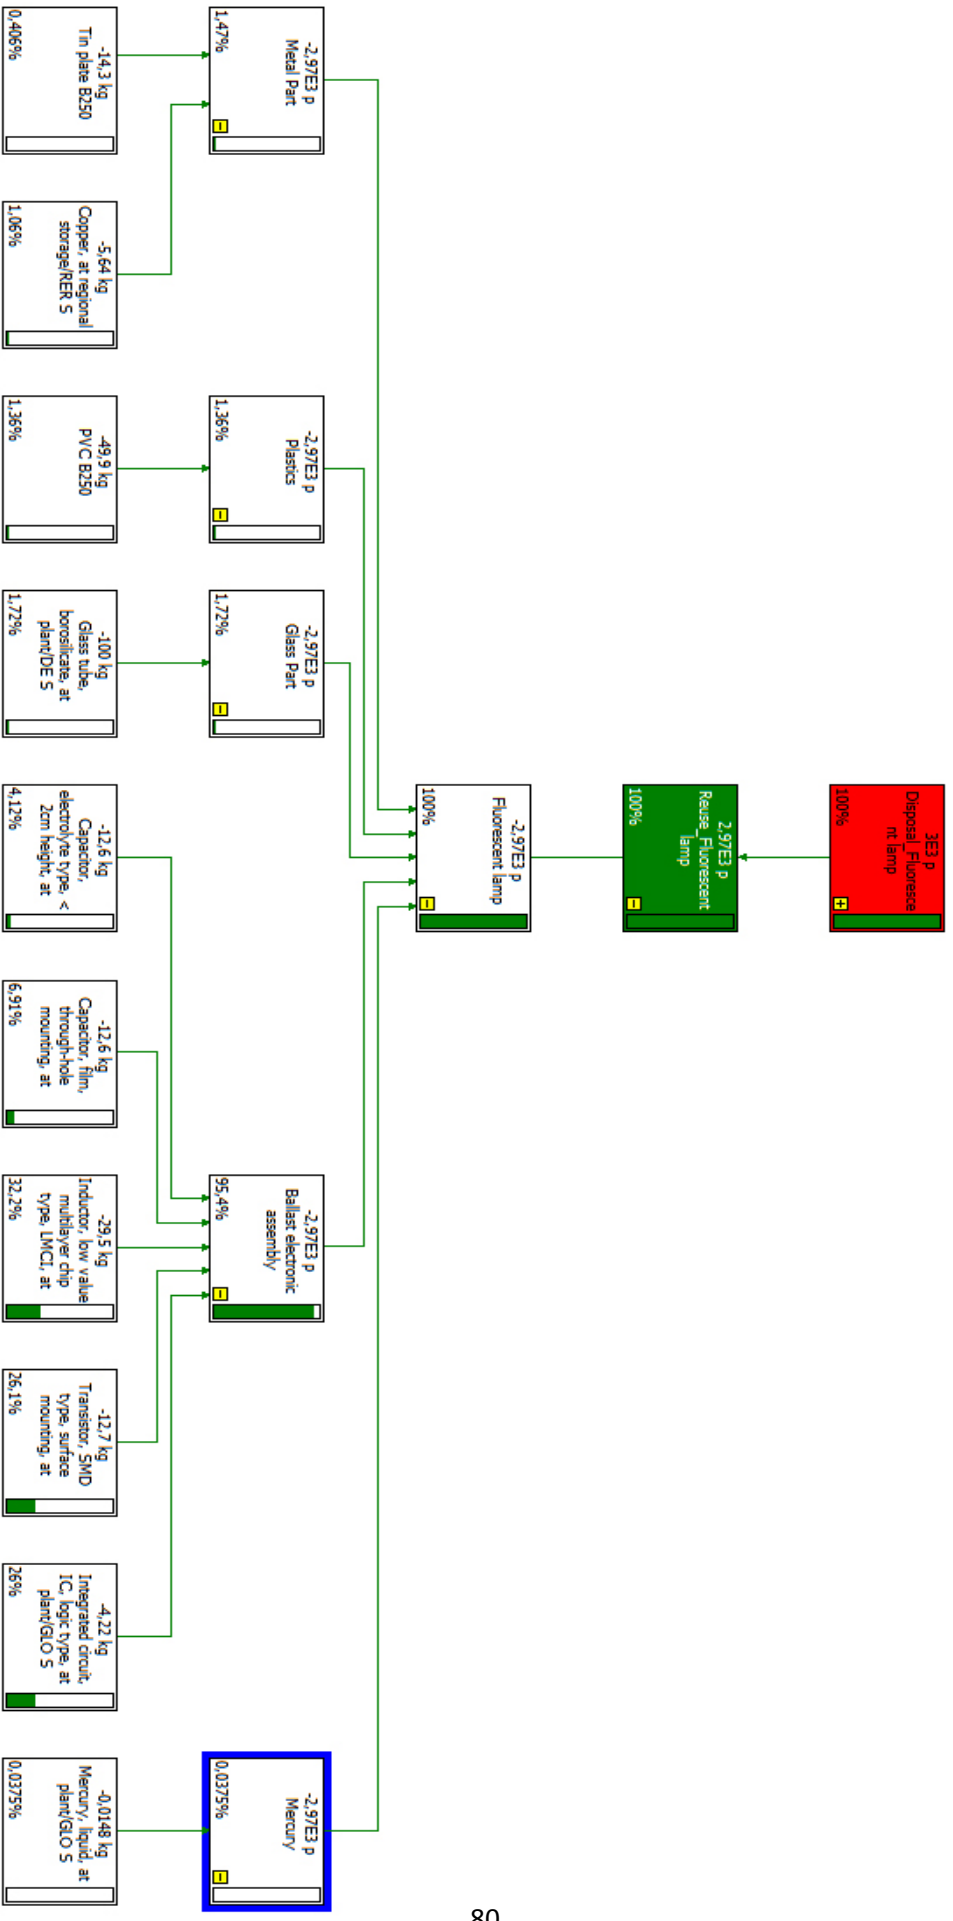 3E3 p
Disposal_Fluoresce
nt lamp
100%
2,97E3 p
Reuse_Fluorescent
lamp
100%
-2,97E3 p
Fluorescent lamp
100%
-2,97E3 p
Metal Part
1,47%
-2,97E3 p
Plastics
1,36%
-2,97E3 p
Glass Part
1,72%
-2,97E3 p
Ballast electronic
assembly
95,4%
-2,97E3 p
Mercury
0,0375%
-14,3 kg
Tin plate B250
0,406%
-5,64 kg
Copper, at regional
storage/RER S
1,06%
-49,9 kg
PVC B250
1,36%
-100 kg
Glass tube,
borosilicate, at
plant/DE S
1,72%
-12,6 kg
Capacitor,
electrolyte type, <
2cm height, at
4,12%
-12,6 kg
Capacitor, film,
through-hole
mounting, at
6,91%
-29,5 kg
Inductor, low value
multilayer chip
type, LMCI, at
32,2%
-12,7 kg
Transistor, SMD
type, surface
mounting, at
26,1%
-4,22 kg
Integrated circuit,
IC, logic type, at
plant/GLO S
26%
-0,0148 kg
Mercury, liquid, at
plant/GLO S
0,0375%
80